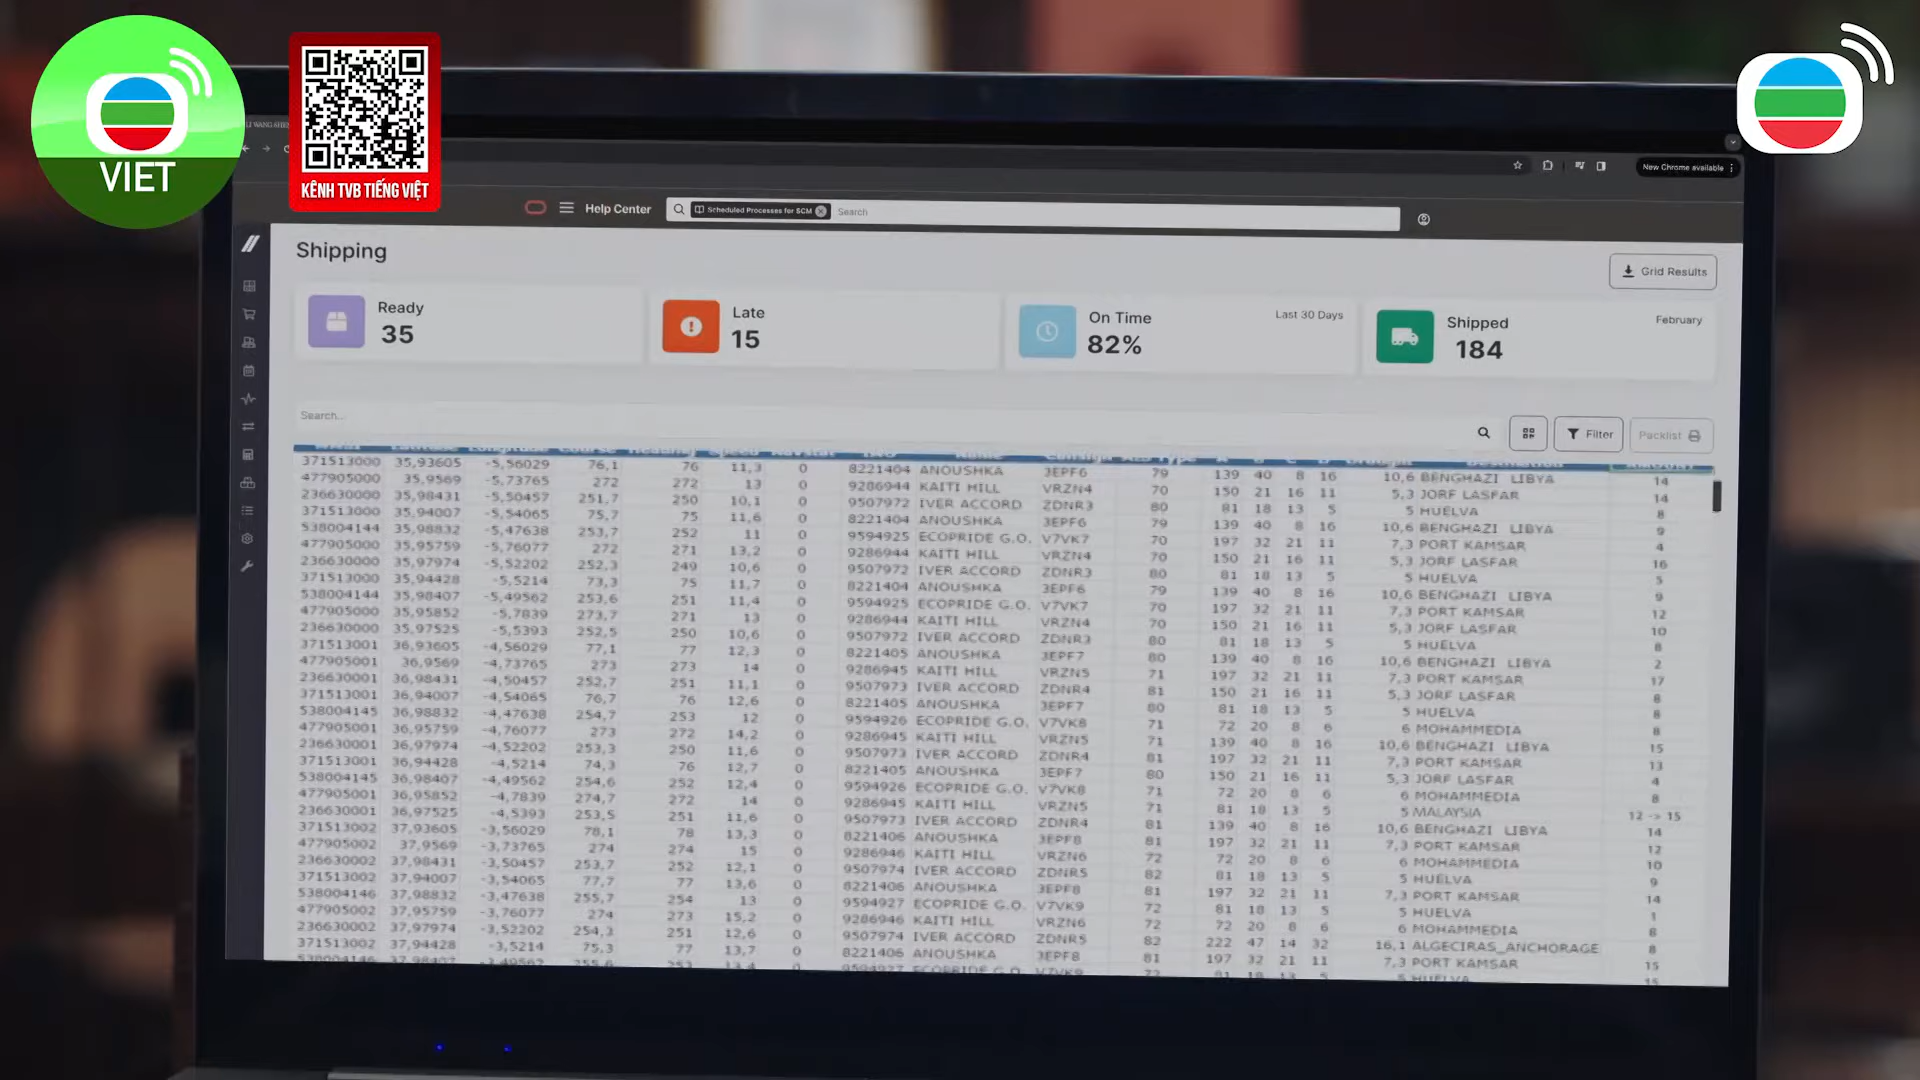 VIET
KÊNH TVB TIẾNG VIỆT
New Chrome available
Help Center
Scheduled Processes for SCM
Search
Shipping
Grid Results
Ready
35
Late
15
On Time
82%
Last 30 Days
Shipped
184
February
Search...
Filter
Packlist
371513000 35,93605 -5,56029 76,1 76 11,3 0 8221404 ANOUSHKA 3EPF6 79 139 40 8 16 10,6 BENGHAZI LIBYA 14
477905000 35,9569 -5,73765 272 272 13 0 9286944 KAITI HILL VRZN4 70 150 21 16 11 5,3 JORF LASFAR 14
236630000 35,98431 -5,50457 251,7 250 10,1 0 9507972 IVER ACCORD ZDNR3 80 81 18 13 5 5 HUELVA 8
371513000 35,94007 -5,54065 75,7 75 11,6 0 8221404 ANOUSHKA 3EPF6 79 139 40 8 16 10,6 BENGHAZI LIBYA 9
538004144 35,98832 -5,47638 253,7 252 11 0 9594925 ECOPRIDE G.O. V7VK7 70 197 32 21 11 7,3 PORT KAMSAR 4
477905000 35,95759 -5,76077 272 271 13,2 0 9286944 KAITI HILL VRZN4 70 150 21 16 11 5,3 JORF LASFAR 16
236630000 35,97974 -5,52202 252,3 249 10,6 0 9507972 IVER ACCORD ZDNR3 80 81 18 13 5 5 HUELVA 5
371513000 35,94428 -5,5214 73,3 75 11,7 0 8221404 ANOUSHKA 3EPF6 79 139 40 8 16 10,6 BENGHAZI LIBYA 9
538004144 35,98407 -5,49562 253,6 251 11,4 0 9594925 ECOPRIDE G.O. V7VK7 70 197 32 21 11 7,3 PORT KAMSAR 12
477905000 35,95852 -5,7839 273,7 271 13 0 9286944 KAITI HILL VRZN4 70 150 21 16 11 5,3 JORF LASFAR 10
236630000 35,97525 -5,5393 252,5 250 10,6 0 9507972 IVER ACCORD ZDNR3 80 81 18 13 5 5 HUELVA 8
371513001 36,93605 -4,56029 77,1 77 12,3 0 8221405 ANOUSHKA 3EPF7 80 139 40 8 16 10,6 BENGHAZI LIBYA 2
477905001 36,9569 -4,73765 273 273 14 0 9286945 KAITI HILL VRZN5 71 197 32 21 11 7,3 PORT KAMSAR 17
236630001 36,98431 -4,50457 252,7 251 11,1 0 9507973 IVER ACCORD ZDNR4 81 150 21 16 11 5,3 JORF LASFAR 8
371513001 36,94007 -4,54065 76,7 76 12,6 0 8221405 ANOUSHKA 3EPF7 80 81 18 13 5 5 HUELVA 8
538004145 36,98832 -4,47638 254,7 253 12 0 9594926 ECOPRIDE G.O. V7VK8 71 72 20 8 6 6 MOHAMMEDIA 8
477905001 36,95759 -4,76077 273 272 14,2 0 9286945 KAITI HILL VRZN5 71 139 40 8 16 10,6 BENGHAZI LIBYA 15
236630001 36,97974 -4,52202 253,3 250 11,6 0 9507973 IVER ACCORD ZDNR4 81 197 32 21 11 7,3 PORT KAMSAR 13
371513001 36,94428 -4,5214 74,3 76 12,7 0 8221405 ANOUSHKA 3EPF7 80 150 21 16 11 5,3 JORF LASFAR 4
538004145 36,98407 -4,49562 254,6 252 12,4 0 9594926 ECOPRIDE G.O. V7VK8 71 72 20 8 6 6 MOHAMMEDIA 8
477905001 36,95852 -4,7839 274,7 272 14 0 9286945 KAITI HILL VRZN5 71 81 18 13 5 5 MALAYSIA 12 -> 15
236630001 36,97525 -4,5393 253,5 251 11,6 0 9507973 IVER ACCORD ZDNR4 81 139 40 8 16 10,6 BENGHAZI LIBYA 14
371513002 37,93605 -3,56029 78,1 78 13,3 0 8221406 ANOUSHKA 3EPF8 81 197 32 21 11 7,3 PORT KAMSAR 12
477905002 37,9569 -3,73765 274 274 15 0 9286946 KAITI HILL VRZN6 72 72 20 8 6 6 MOHAMMEDIA 10
236630002 37,98431 -3,50457 253,7 252 12,1 0 9507974 IVER ACCORD ZDNR5 82 81 18 13 5 5 HUELVA 9
371513002 37,94007 -3,54065 77,7 77 13,6 0 8221406 ANOUSHKA 3EPF8 81 197 32 21 11 7,3 PORT KAMSAR 14
538004146 37,98832 -3,47638 255,7 254 13 0 9594927 ECOPRIDE G.O. V7VK9 72 81 18 13 5 5 HUELVA 1
477905002 37,95759 -3,76077 274 273 15,2 0 9286946 KAITI HILL VRZN6 72 72 20 8 6 6 MOHAMMEDIA 8
236630002 37,97974 -3,52202 254,3 251 12,6 0 9507974 IVER ACCORD ZDNR5 82 222 47 14 32 16,1 ALGECIRAS_ANCHORAGE 8
371513002 37,94428 -3,5214 75,3 77 13,7 0 8221406 ANOUSHKA 3EPF8 81 197 32 21 11 7,3 PORT KAMSAR 15